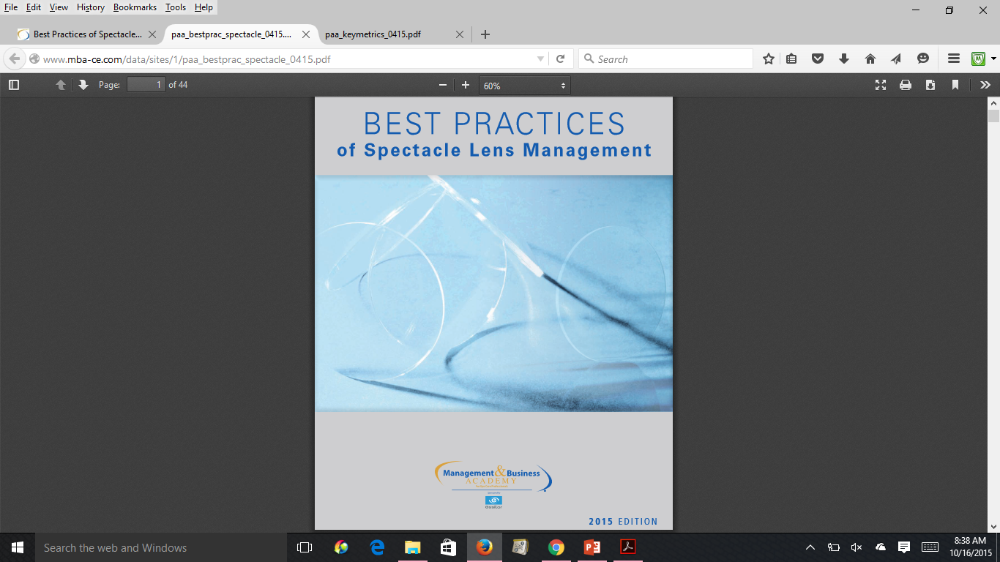 File Edit View History Bookmarks Tools Help
Best Practices of Spectacle...
paa_bestprac_spectacle_0415....
paa_keymetrics_0415.pdf
www.mba-ce.com/data/sites/1/paa_bestprac_spectacle_0415.pdf
Search
Page: 1 of 44
60%
BEST PRACTICES
of Spectacle Lens Management
Management & Business
ACADEMY
2015 EDITION
Search the web and Windows
8:38 AM
10/16/2015